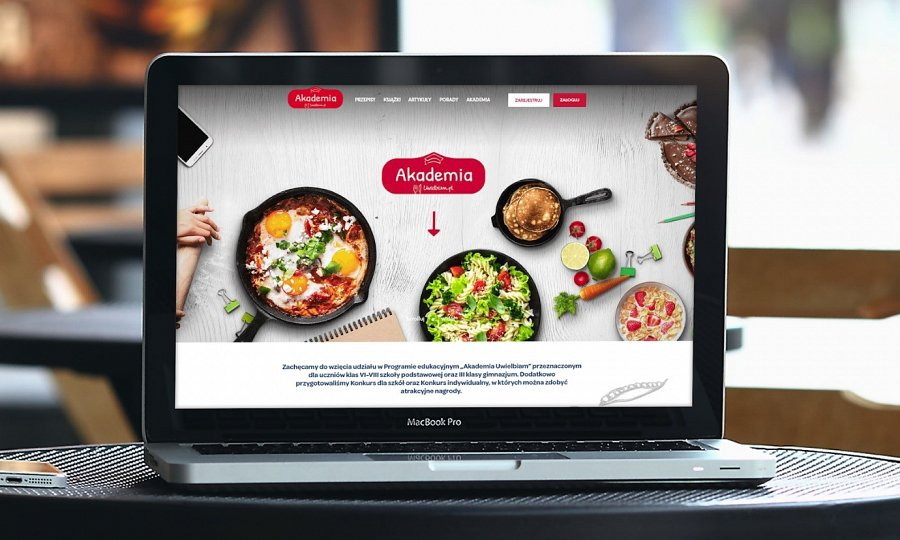 Akademia
Uwielbiam.pl
PRZEPISY KSIĄŻKI ARTYKUŁY PORADY AKADEMIA ZAREJESTRUJ ZALOGUJ
Akademia
Uwielbiam.pl
Zachęcamy do wzięcia udziału w Programie edukacyjnym „Akademia Uwielbiam” przeznaczonym
dla uczniów klas VI-VIII szkoły podstawowej oraz III klasy gimnazjum. Dodatkowo
przygotowaliśmy Konkurs dla szkół oraz Konkurs indywidualny, w których można zdobyć
atrakcyjne nagrody.
MacBook Pro